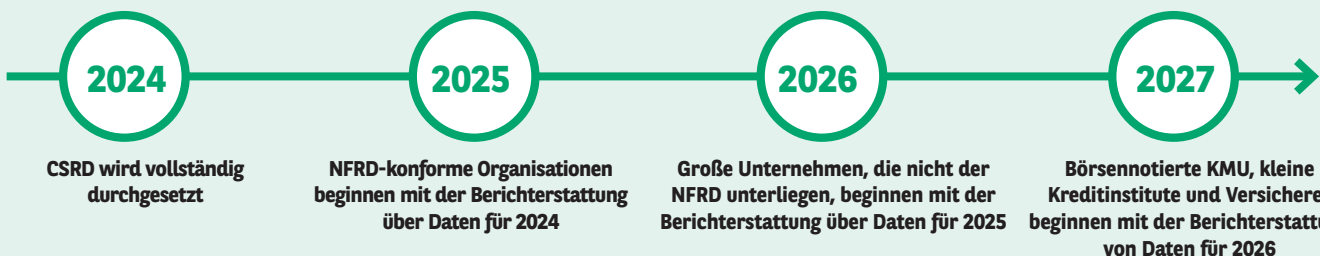 2024
CSRD wird vollständig
durchgesetzt
2025
NFRD-konforme Organisationen
beginnen mit der Berichterstattung
über Daten für 2024
2026
Große Unternehmen, die nicht der
NFRD unterliegen, beginnen mit der
Berichterstattung über Daten für 2025
2027
Börsennotierte KMU, kleine
Kreditinstitute und
beginnen mit der
von Daten für 2026